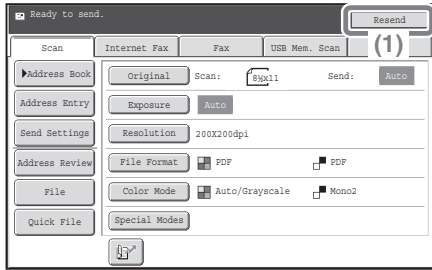 Ready to send.
Resend
(1)
Scan Internet Fax Fax USB Mem. Scan
Address Book
Original Scan: 8½x11 Send: Auto
Address Entry
Exposure Auto
Send Settings
Resolution 200X200dpi
Address Review
File Format PDF PDF
File
Color Mode Auto/Grayscale Mono2
Quick File
Special Modes